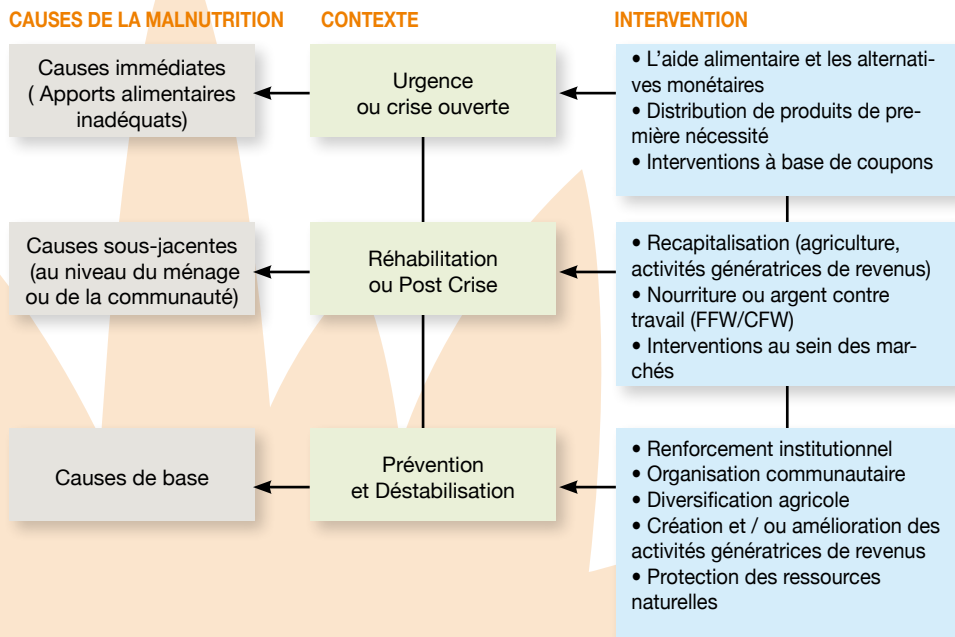 CAUSES DE LA MALNUTRITION
CONTEXTE
INTERVENTION
Causes immédiates
( Apports alimentaires
inadéquats)
Urgence
ou crise ouverte
• L'aide alimentaire et les alternati-
ves monétaires
• Distribution de produits de pre-
mière nécessité
• Interventions à base de coupons
Causes sous-jacentes
(au niveau du ménage
ou de la communauté)
Réhabilitation
ou Post Crise
• Recapitalisation (agriculture,
activités génératrices de revenus)
• Nourriture ou argent contre
travail (FFW/CFW)
• Interventions au sein des mar-
chés
Causes de base
Prévention
et Déstabilisation
• Renforcement institutionnel
• Organisation communautaire
• Diversification agricole
• Création et / ou amélioration des
activités génératrices de revenus
• Protection des ressources
naturelles